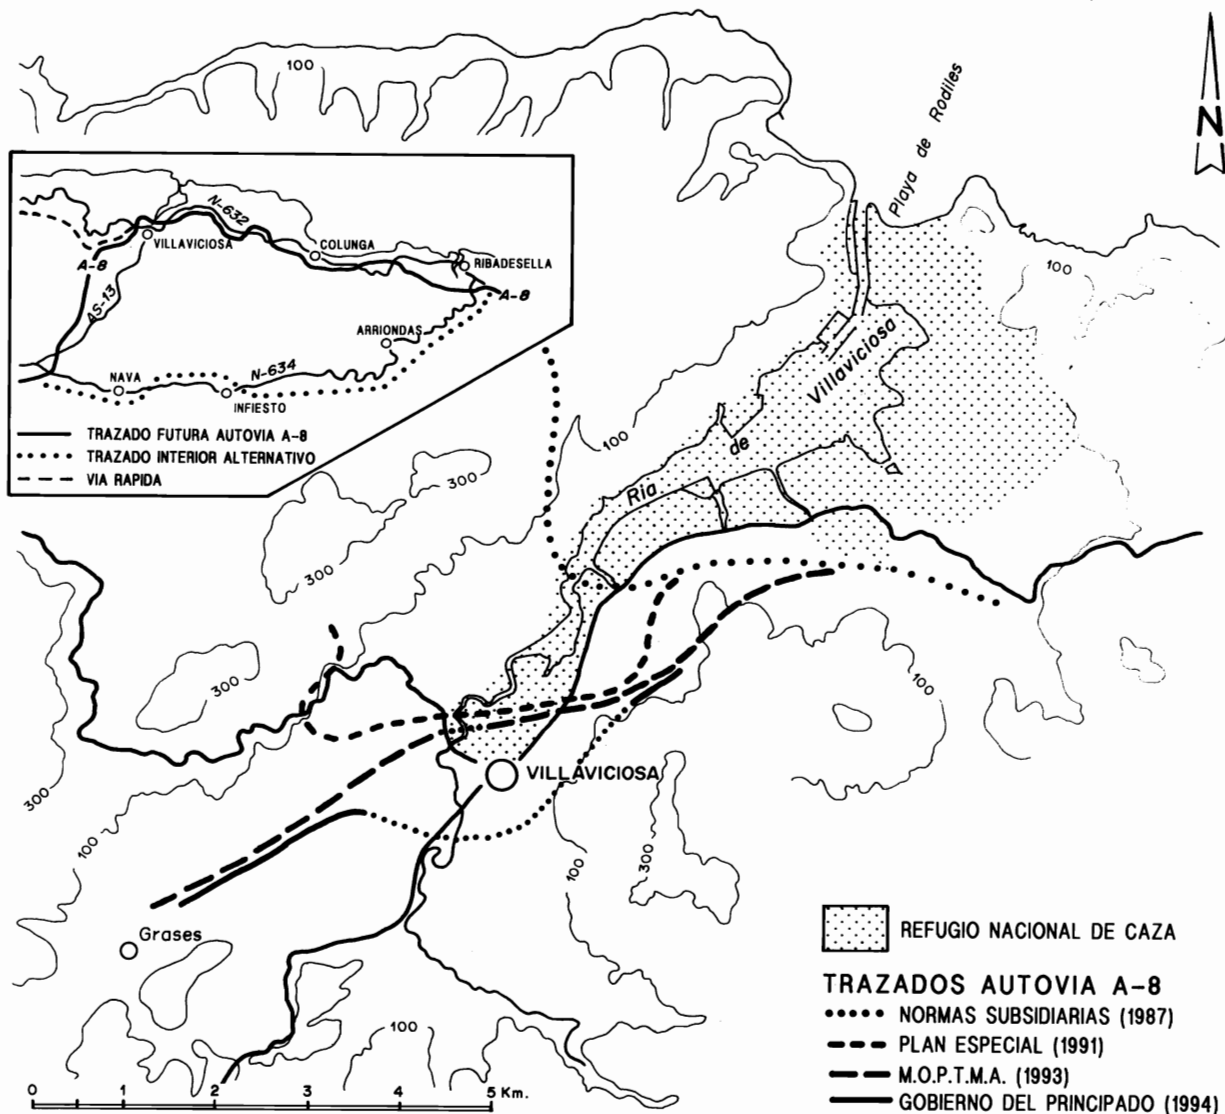 100
Playa de Rodiles
N
N-632
VILLAVICIOSA
COLUNGA
RIBADESELLA
A-8
A-8
AS-13
ARRIONDAS
NAVA
N-634
INFIESTO
TRAZADO FUTURA AUTOVIA A-8
TRAZADO INTERIOR ALTERNATIVO
VIA RAPIDA
100
Ria de Villaviciosa
100
300
300
300
300
100
VILLAVICIOSA
100
100
300
Grases
100
0 1 2 3 4 5 Km.
REFUGIO NACIONAL DE CAZA
TRAZADOS AUTOVIA A-8
NORMAS SUBSIDIARIAS (1987)
PLAN ESPECIAL (1991)
M.O.P.T.M.A. (1993)
GOBIERNO DEL PRINCIPADO (1994)